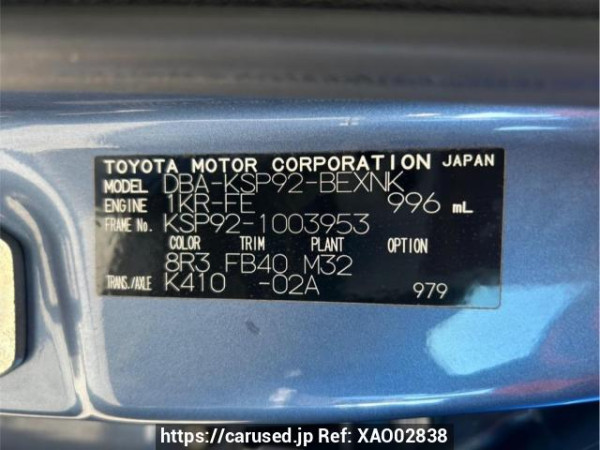 TOYOTA MOTOR CORPORATION JAPAN
MODEL DBA-KSP92-BEXNK
ENGINE 1KR-FE 996 mL
FRAME No. KSP92-1003953
COLOR TRIM PLANT OPTION
8R3 FB40 M32
TRANS./AXLE K410 -02A 979
https://carused.jp Ref: XAO02838